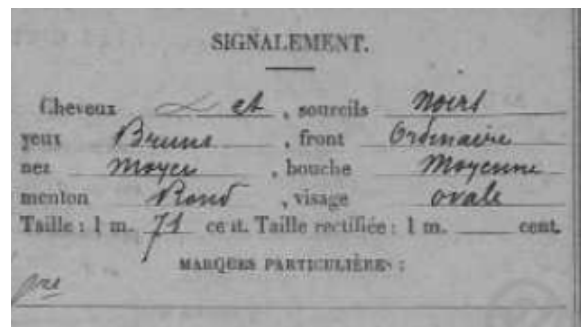 SIGNALEMENT.
Cheveux et, sourcils noirs
yeux Bruns, front Ordinaire
nez moyen, bouche Moyenne
menton Rond, visage ovale
Taille : 1 m. 71 cent. Taille rectifiée : 1 m. cent.
MARQUES PARTICULIÈRES :